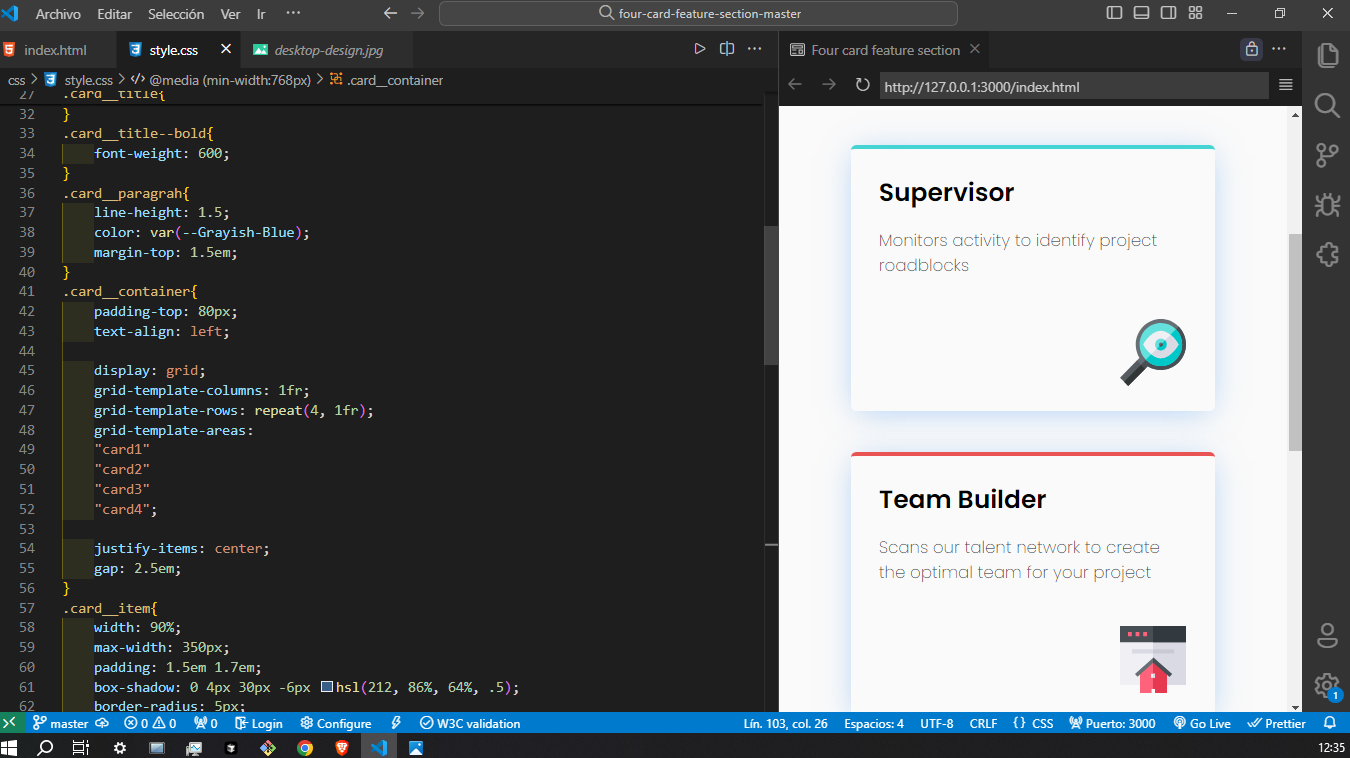 Archivo Editar Selección Ver Ir ··· four-card-feature-section-master
index.html style.css desktop-design.jpg
css > style.css > @media (min-width:768px) > .card__container
27 .card__title{
32 }
33 .card__title--bold{
34 font-weight: 600;
35 }
36 .card__paragrah{
37 line-height: 1.5;
38 color: var(--Grayish-Blue);
39 margin-top: 1.5em;
40 }
41 .card__container{
42 padding-top: 80px;
43 text-align: left;
44
45 display: grid;
46 grid-template-columns: 1fr;
47 grid-template-rows: repeat(4, 1fr);
48 grid-template-areas:
49 "card1"
50 "card2"
51 "card3"
52 "card4";
53
54 justify-items: center;
55 gap: 2.5em;
56 }
57 .card__item{
58 width: 90%;
59 max-width: 350px;
60 padding: 1.5em 1.7em;
61 box-shadow: 0 4px 30px -6px hsl(212, 86%, 64%, .5);
62 border-radius: 5px;
Four card feature section
http://127.0.0.1:3000/index.html
Supervisor
Monitors activity to identify project
roadblocks
Team Builder
Scans our talent network to create
the optimal team for your project
1
master 0 0 0 Login Configure W3C validation Lín. 103, col. 26 Espacios: 4 UTF-8 CRLF {} CSS Puerto: 3000 Go Live Prettier
12:35